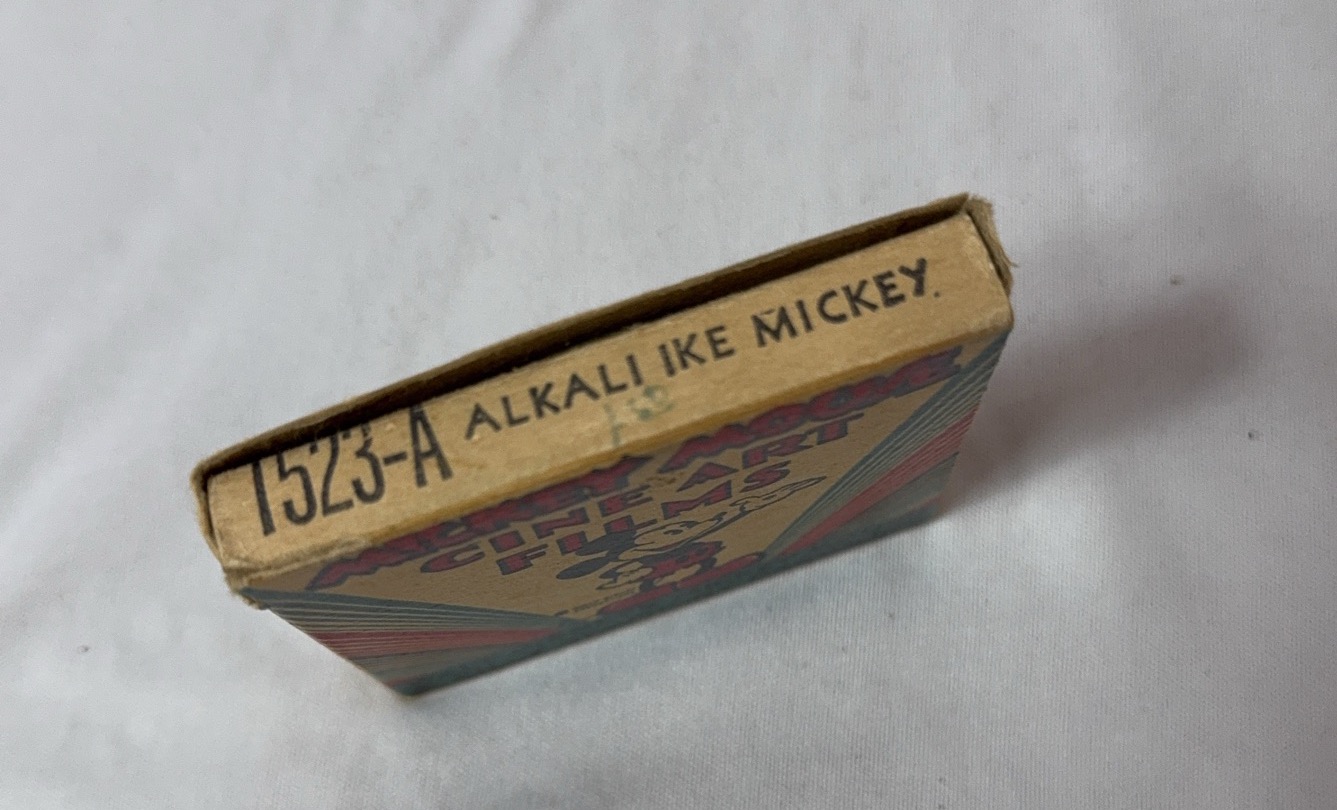 1523-A ALKALI IKE MICKEY.
MICKEY MOUSE
CINE ART
FILMS